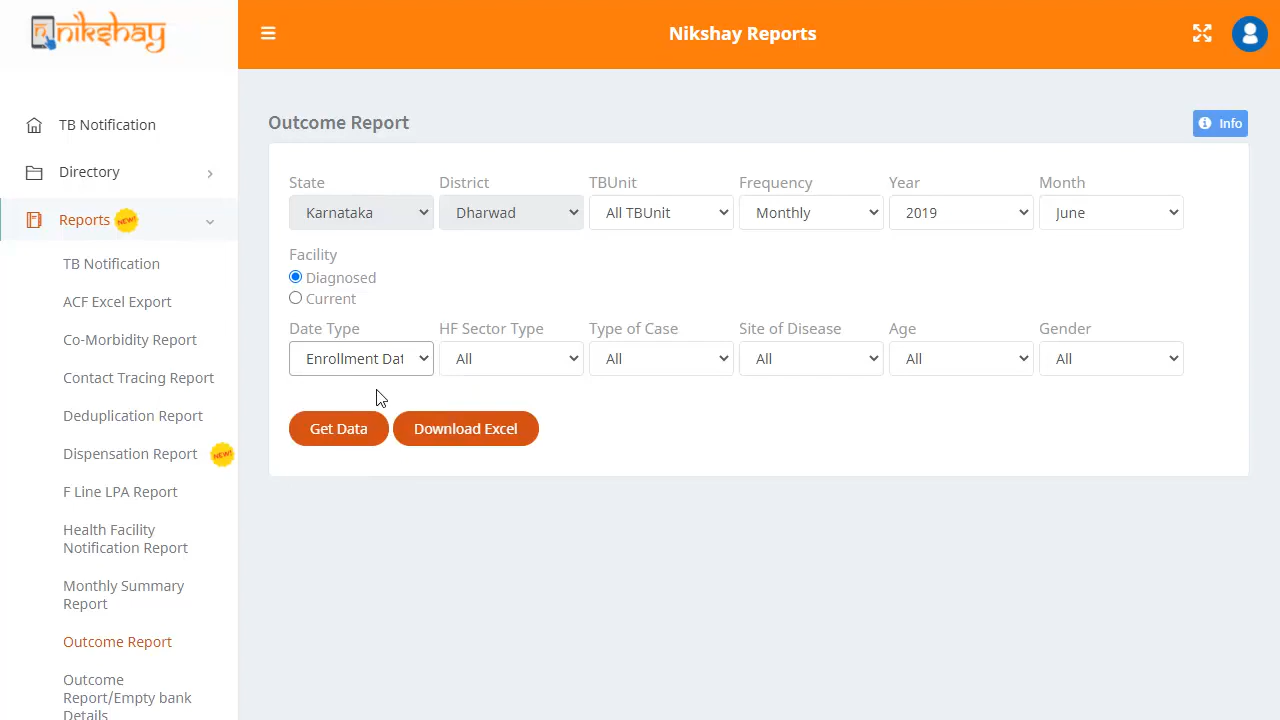 nikshay
Nikshay Reports
TB Notification
Directory
Reports NEW!
TB Notification
ACF Excel Export
Co-Morbidity Report
Contact Tracing Report
Deduplication Report
Dispensation Report NEW!
F Line LPA Report
Health Facility
Notification Report
Monthly Summary
Report
Outcome Report
Outcome
Report/Empty bank
Details
Outcome Report
Info
State District TBUnit Frequency Year Month
Karnataka Dharwad All TBUnit Monthly 2019 June
Facility
Diagnosed
Current
Date Type HF Sector Type Type of Case Site of Disease Age Gender
Enrollment Dat All All All All All
Get Data Download Excel